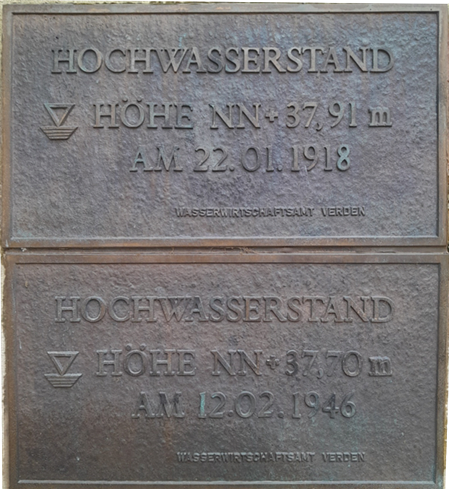 HOCHWASSERSTAND
HÖHE NN+37,91 m
AM 22.01.1918
WASSERWIRTSCHAFTSAMT VERDEN
HOCHWASSERSTAND
HÖHE NN+37,70 m
AM 12.02.1946
WASSERWIRTSCHAFTSAMT VERDEN